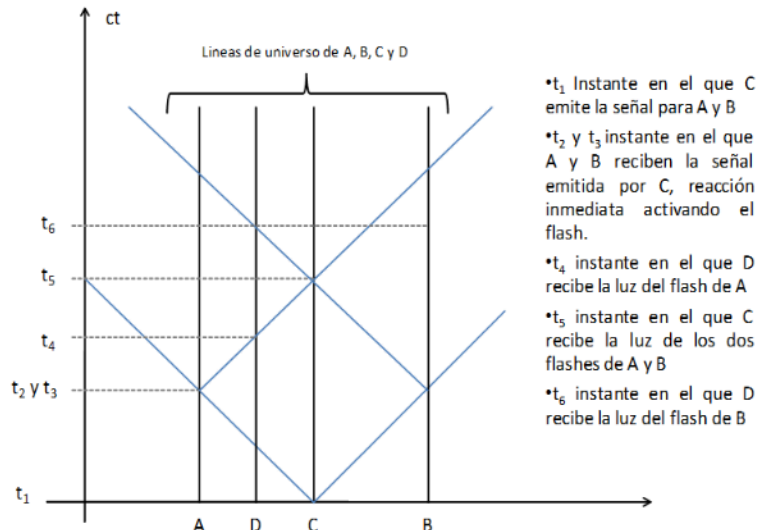 ct
Lineas de universo de A, B, C y D
t₆
t₅
t₄
t₂ y t₃
t₁
A D C B
•t₁ Instante en el que C
emite la señal para A y B
•t₂ y t₃ instante en el que
A y B reciben la señal
emitida por C, reacción
inmediata activando el
flash.
•t₄ instante en el que D
recibe la luz del flash de A
•t₅ instante en el que C
recibe la luz de los dos
flashes de A y B
•t₆ instante en el que D
recibe la luz del flash de B